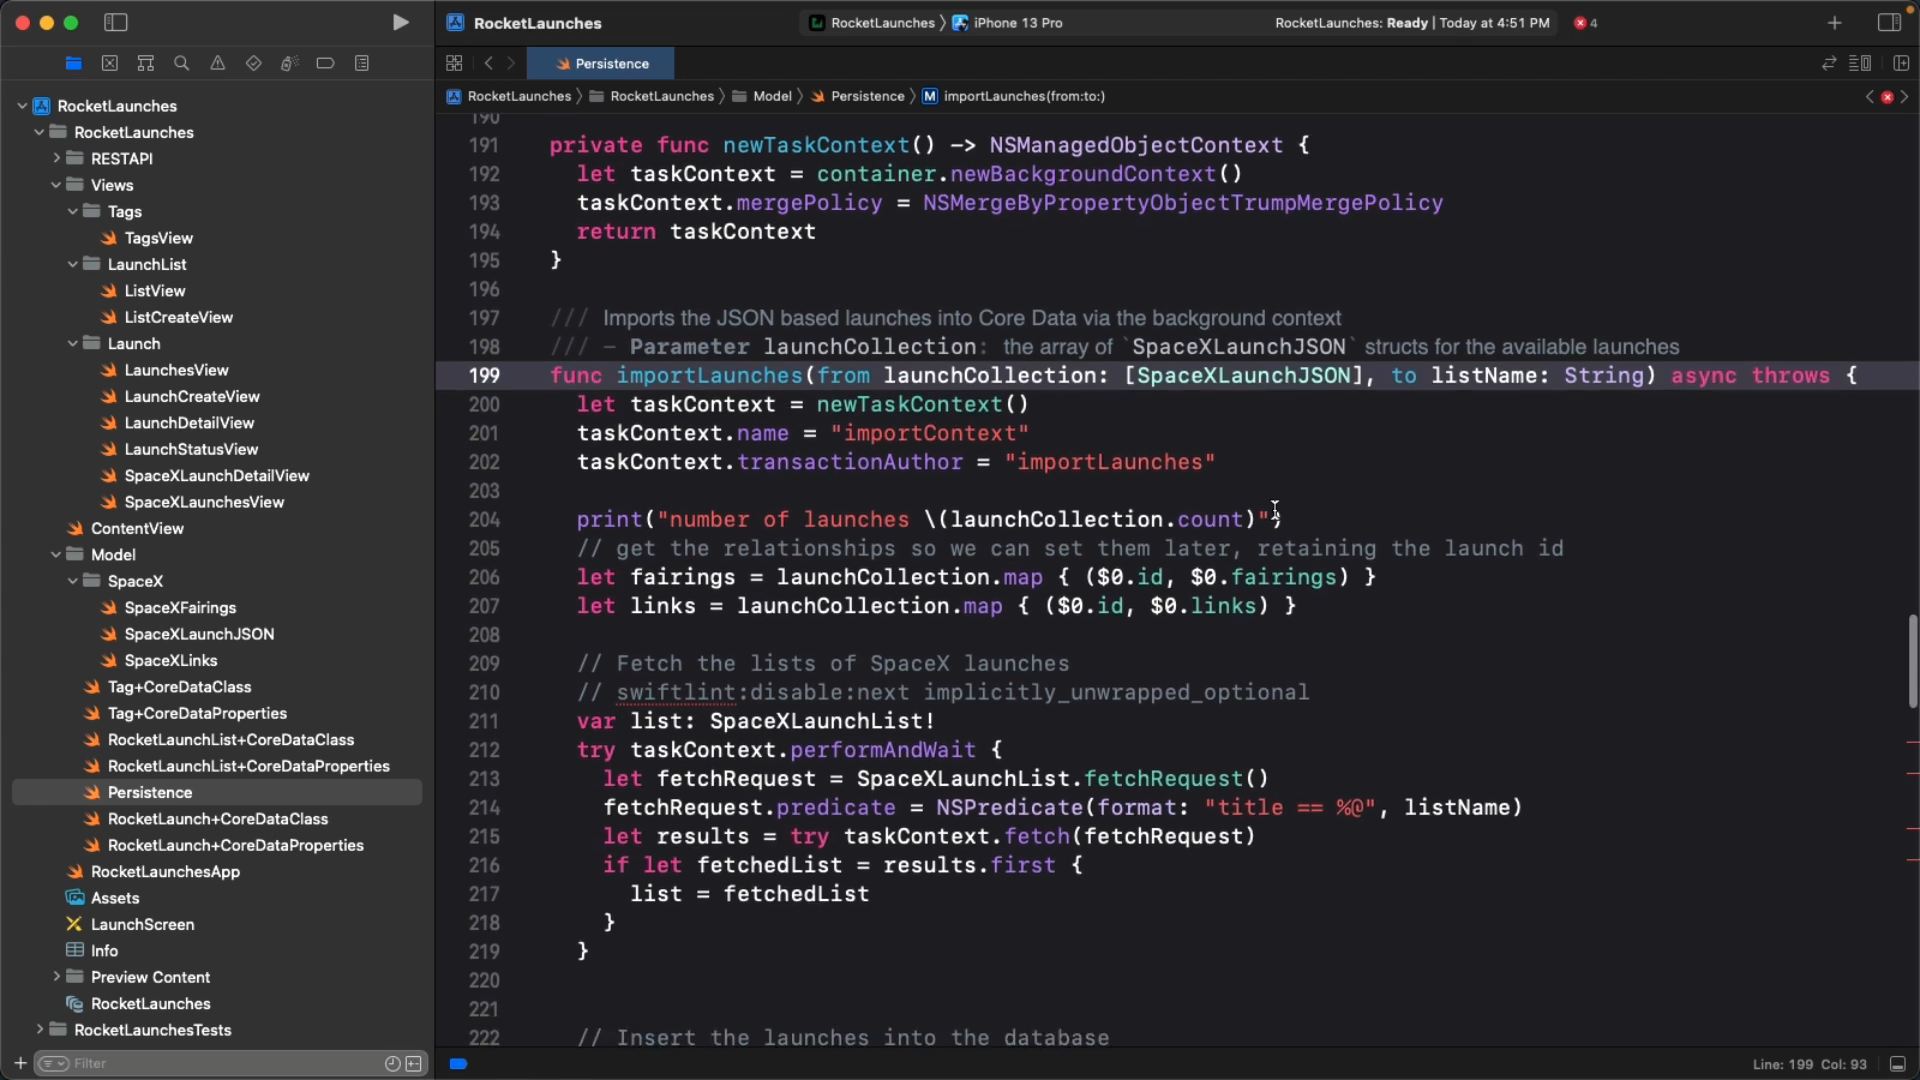 RocketLaunches
RocketLaunches 〉 iPhone 13 Pro
RocketLaunches: Ready | Today at 4:51 PM
4
Persistence
RocketLaunches 〉 RocketLaunches 〉 Model 〉 Persistence 〉 M importLaunches(from:to:)
RocketLaunches
RocketLaunches
RESTAPI
Views
Tags
TagsView
LaunchList
ListView
ListCreateView
Launch
LaunchesView
LaunchCreateView
LaunchDetailView
LaunchStatusView
SpaceXLaunchDetailView
SpaceXLaunchesView
ContentView
Model
SpaceX
SpaceXFairings
SpaceXLaunchJSON
SpaceXLinks
Tag+CoreDataClass
Tag+CoreDataProperties
RocketLaunchList+CoreDataClass
RocketLaunchList+CoreDataProperties
Persistence
RocketLaunch+CoreDataClass
RocketLaunch+CoreDataProperties
RocketLaunchesApp
Assets
LaunchScreen
Info
Preview Content
RocketLaunches
RocketLaunchesTests
Filter
190
191 private func newTaskContext() -> NSManagedObjectContext {
192 let taskContext = container.newBackgroundContext()
193 taskContext.mergePolicy = NSMergeByPropertyObjectTrumpMergePolicy
194 return taskContext
195 }
196
197 /// Imports the JSON based launches into Core Data via the background context
198 /// - Parameter launchCollection: the array of `SpaceXLaunchJSON` structs for the available launches
199 func importLaunches(from launchCollection: [SpaceXLaunchJSON], to listName: String) async throws {
200 let taskContext = newTaskContext()
201 taskContext.name = "importContext"
202 taskContext.transactionAuthor = "importLaunches"
203
204 print("number of launches \(launchCollection.count)")
205 // get the relationships so we can set them later, retaining the launch id
206 let fairings = launchCollection.map { ($0.id, $0.fairings) }
207 let links = launchCollection.map { ($0.id, $0.links) }
208
209 // Fetch the lists of SpaceX launches
210 // swiftlint:disable:next implicitly_unwrapped_optional
211 var list: SpaceXLaunchList!
212 try taskContext.performAndWait {
213 let fetchRequest = SpaceXLaunchList.fetchRequest()
214 fetchRequest.predicate = NSPredicate(format: "title == %@", listName)
215 let results = try taskContext.fetch(fetchRequest)
216 if let fetchedList = results.first {
217 list = fetchedList
218 }
219 }
220
221
222 // Insert the launches into the database
Line: 199 Col: 93